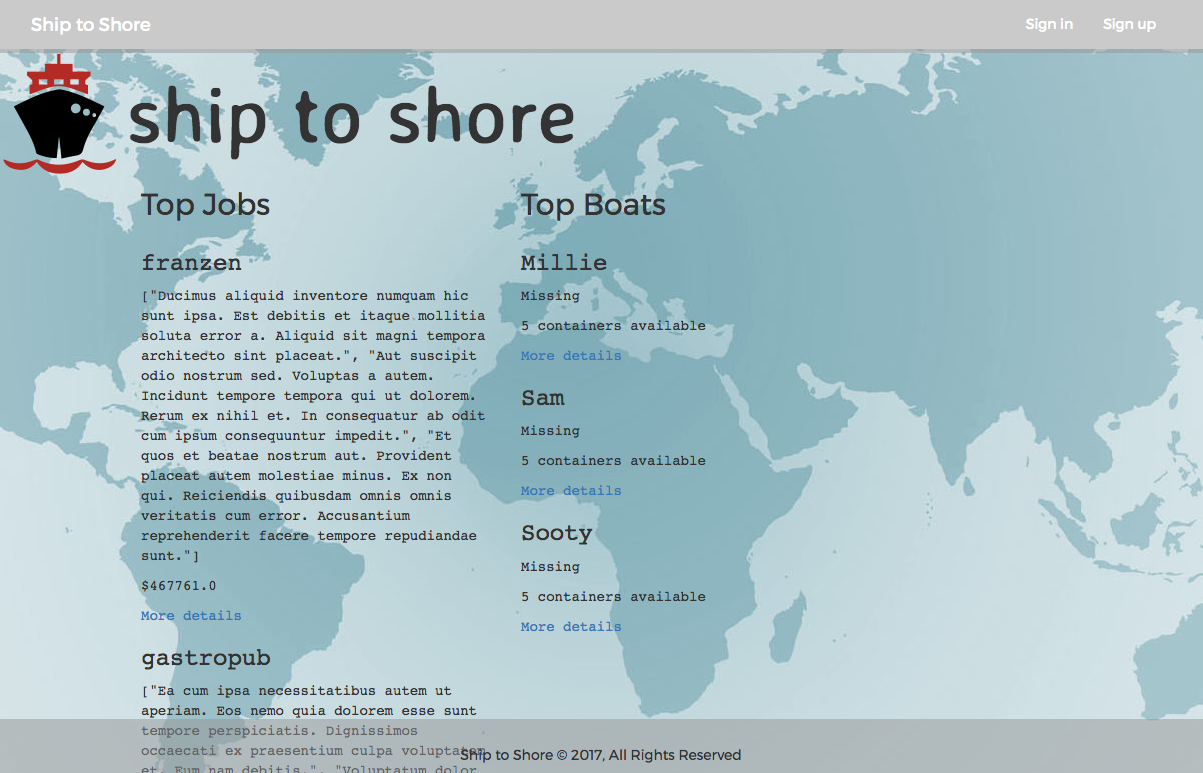 Ship to Shore
Sign in
Sign up
ship to shore
Top Jobs
franzen
["Ducimus aliquid inventore numquam hic
sunt ipsa. Est debitis et itaque mollitia
soluta error a. Aliquid sit magni tempora
architecto sint placeat.", "Aut suscipit
odio nostrum sed. Voluptas a autem.
Incidunt tempore tempora qui ut dolorem.
Rerum ex nihil et. In consequatur ab odit
cum ipsum consequuntur impedit.", "Et
quos et beatae nostrum aut. Provident
placeat autem molestiae minus. Ex non
qui. Reiciendis quibusdam omnis omnis
veritatis cum error. Accusantium
reprehenderit facere tempore repudiandae
sunt."]
$467761.0
More details
gastropub
["Ea cum ipsa necessitatibus autem ut
aperiam. Eos nemo quia dolorem esse sunt
tempore perspiciatis. Dignissimos
occaecati ex praesentium culpa voluptatem
et. Eum nam debitis.", "Voluptatum dolor
Top Boats
Millie
Missing
5 containers available
More details
Sam
Missing
5 containers available
More details
Sooty
Missing
5 containers available
More details
Ship to Shore © 2017, All Rights Reserved